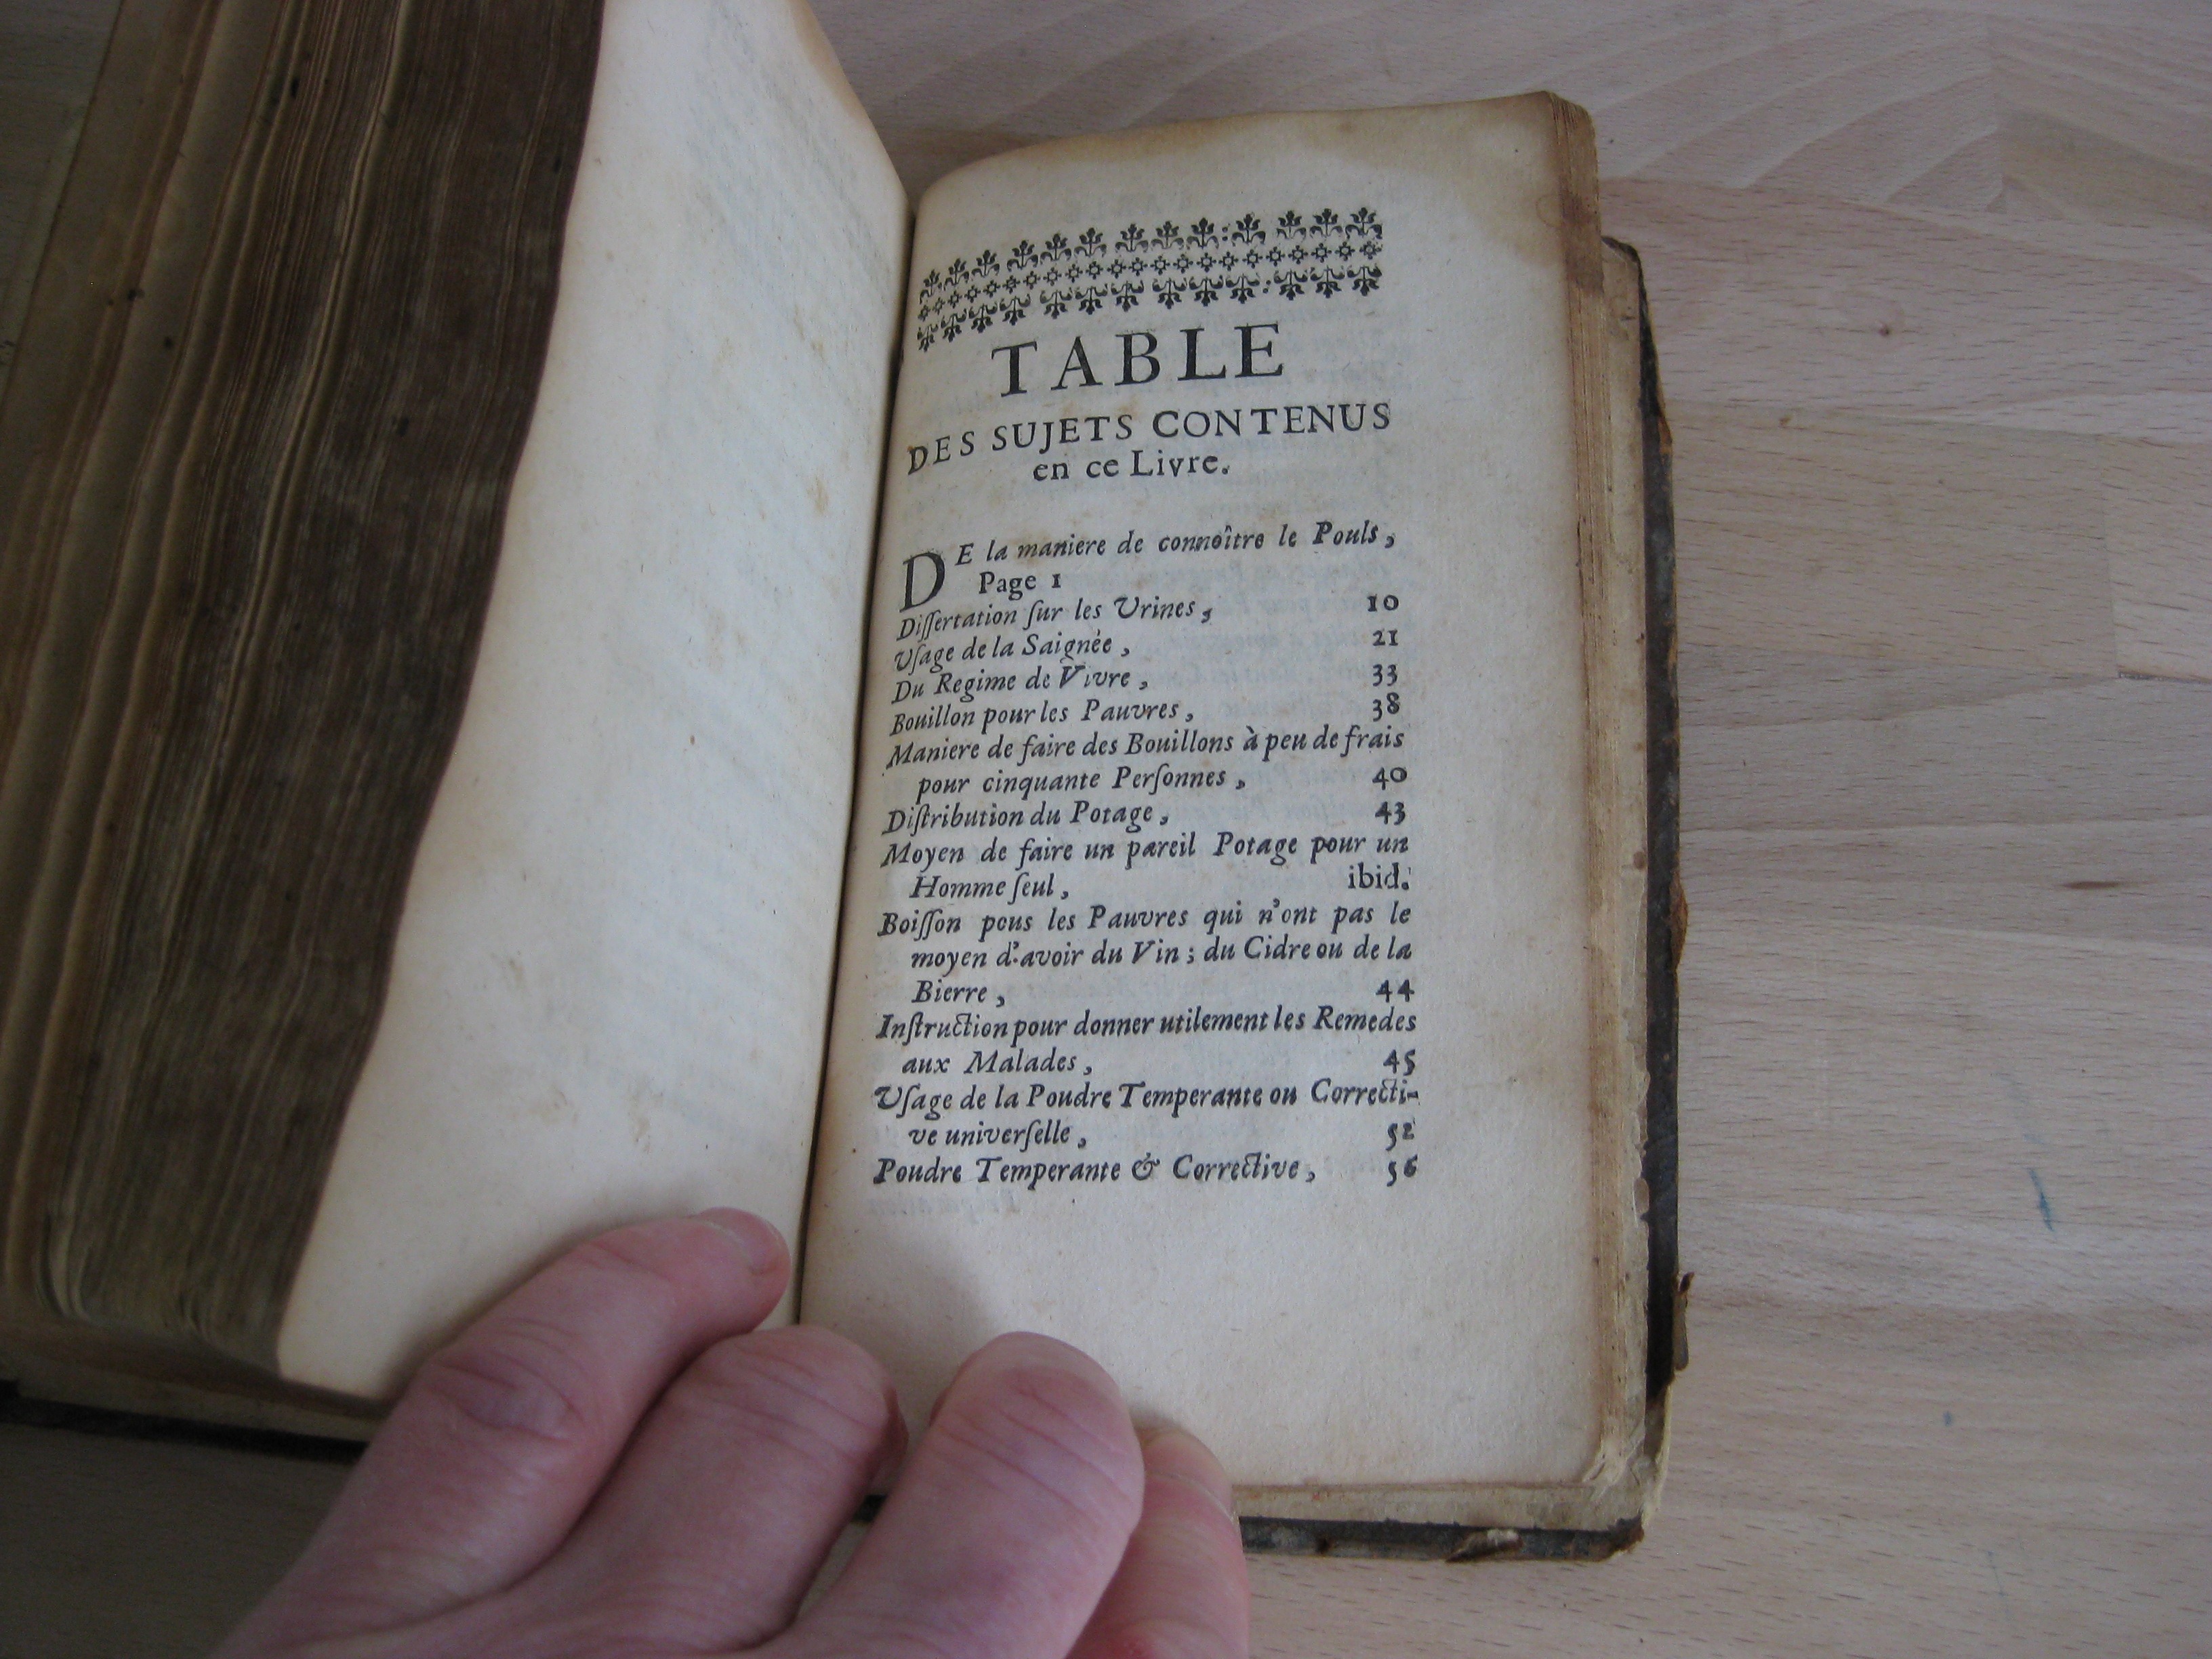 TABLE
DES SUJETS CONTENUS
en ce Livre.
DE la maniere de connoître le Pouls,
Page 1
Diſſertation ſur les Urines, 10
Uſage de la Saignée, 21
Du Regime de Vivre, 33
Bouillon pour les Pauvres, 38
Maniere de faire des Bouillons à peu de frais
pour cinquante Perſonnes, 40
Diſtribution du Potage, 43
Moyen de faire un pareil Potage pour un
Homme ſeul, ibid.
Boiſſon pous les Pauvres qui n'ont pas le
moyen d'avoir du Vin ; du Cidre ou de la
Bierre, 44
Inſtruction pour donner utilement les Remedes
aux Malades, 45
Uſage de la Poudre Temperante ou Correcti-
ve univerſelle, 52
Poudre Temperante & Corrective, 56